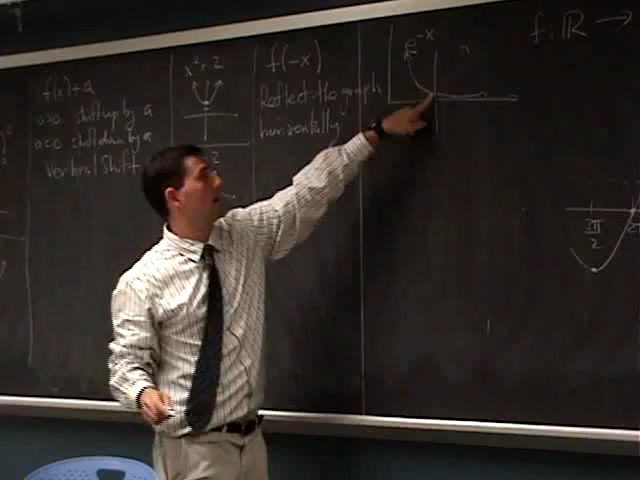 f(x)+a
a>0 shift up by a
a<0 shift down by a
Vertical Shift
x²+2
f(-x)
Reflect the graph
horizontally
e^-x
f: ℝ →
3π/2